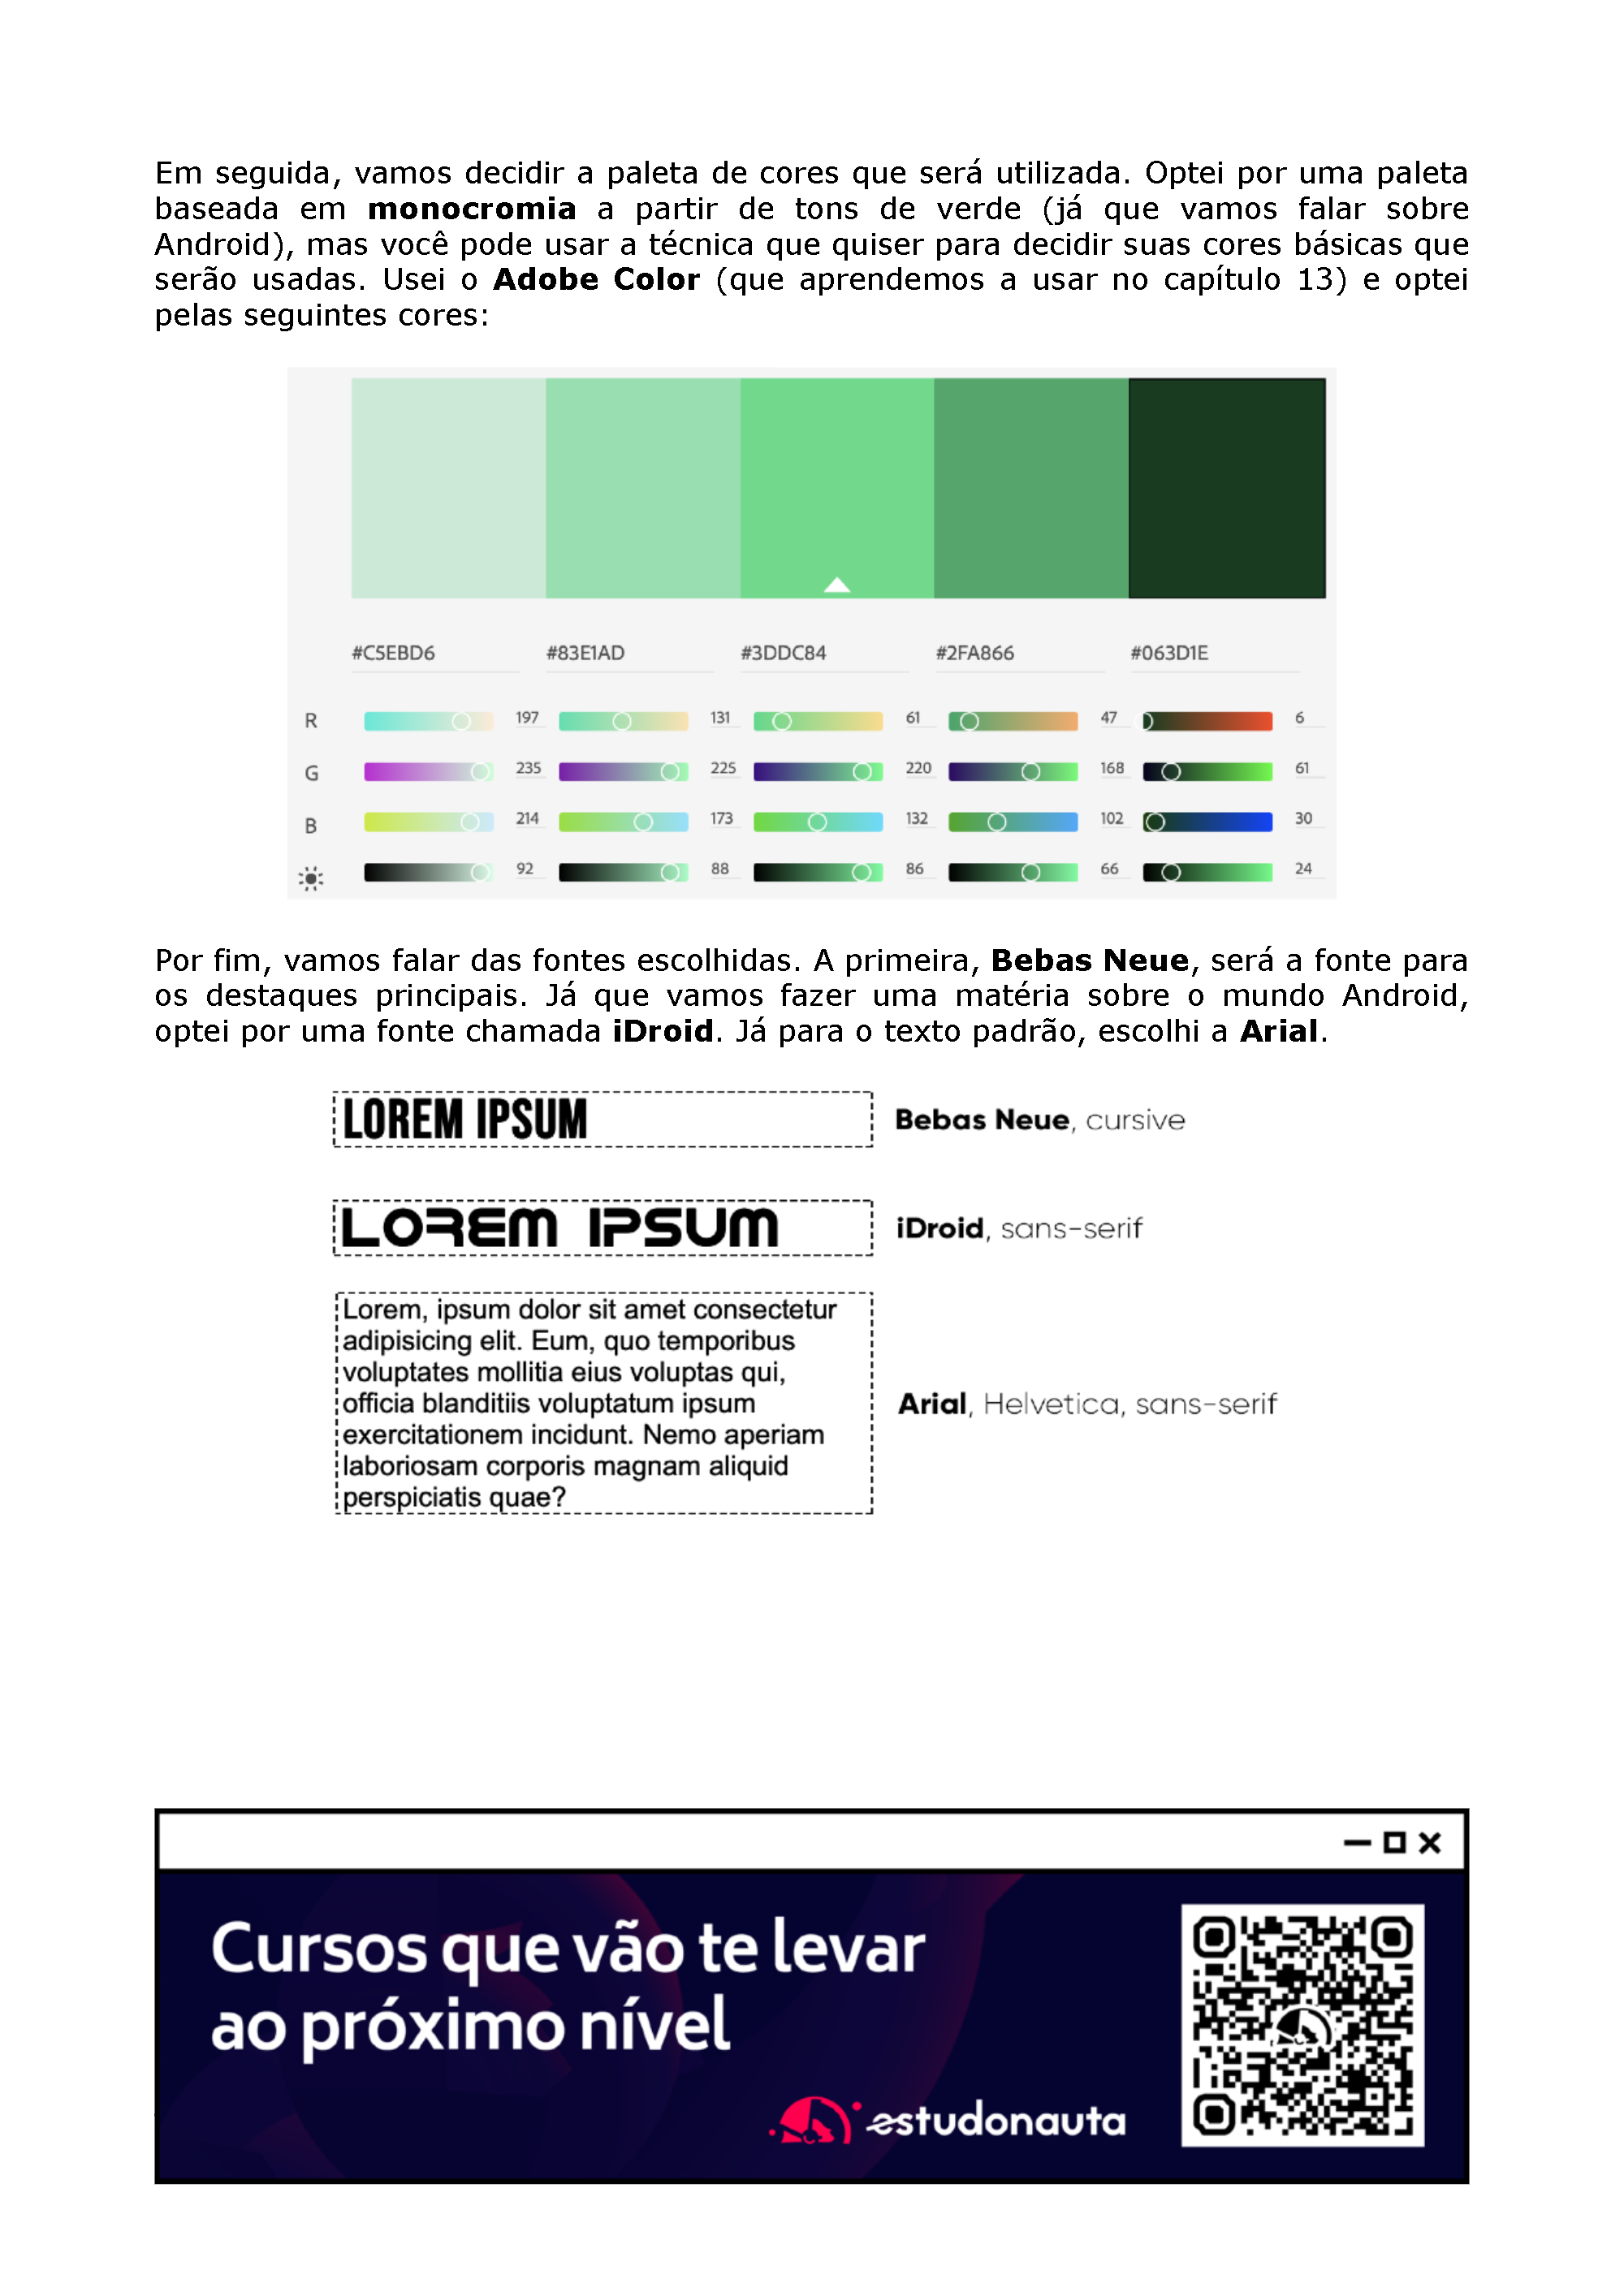 Em seguida, vamos decidir a paleta de cores que será utilizada. Optei por uma paleta
baseada em monocromia a partir de tons de verde (já que vamos falar sobre
Android), mas você pode usar a técnica que quiser para decidir suas cores básicas que
serão usadas. Usei o Adobe Color (que aprendemos a usar no capítulo 13) e optei
pelas seguintes cores:
#C5EBD6 #83E1AD #3DDC84 #2FA866 #063D1E
R 197 131 61 47 6
G 235 225 220 168 61
B 214 173 132 102 30
92 88 86 66 24
Por fim, vamos falar das fontes escolhidas. A primeira, Bebas Neue, será a fonte para
os destaques principais. Já que vamos fazer uma matéria sobre o mundo Android,
optei por uma fonte chamada iDroid. Já para o texto padrão, escolhi a Arial.
LOREM IPSUM Bebas Neue, cursive
LOREM IPSUM iDroid, sans-serif
Lorem, ipsum dolor sit amet consectetur
adipisicing elit. Eum, quo temporibus
voluptates mollitia eius voluptas qui,
officia blanditiis voluptatum ipsum
exercitationem incidunt. Nemo aperiam
laboriosam corporis magnam aliquid
perspiciatis quae?
Arial, Helvetica, sans-serif
Cursos que vão te levar
ao próximo nível
estudonauta